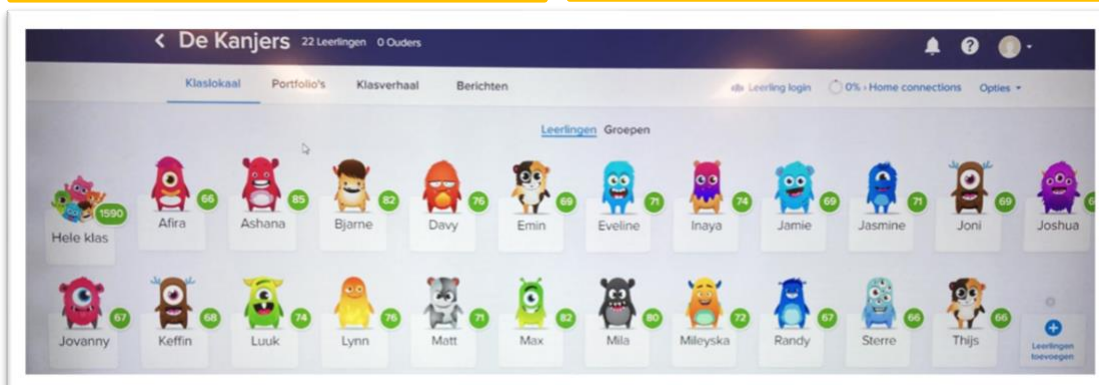 De Kanjers 22 Leerlingen 0 Ouders
Klaslokaal Portfolio's Klasverhaal Berichten Leerling login 0% Home connections Opties
Leerlingen Groepen
1590 66 85 82 76 69 71 74 69 71 69
Hele klas Afira Ashana Bjarne Davy Emin Eveline Inaya Jamie Jasmine Joni Joshua
67 68 74 76 71 82 80 72 67 66 66
Jovanny Keffin Luuk Lynn Matt Max Mila Mileyska Randy Sterre Thijs Leerlingen
toevoegen